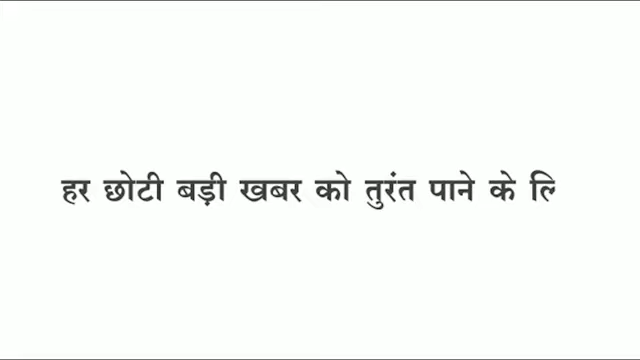 हर छोटी बड़ी खबर को तुरंत पाने के लि